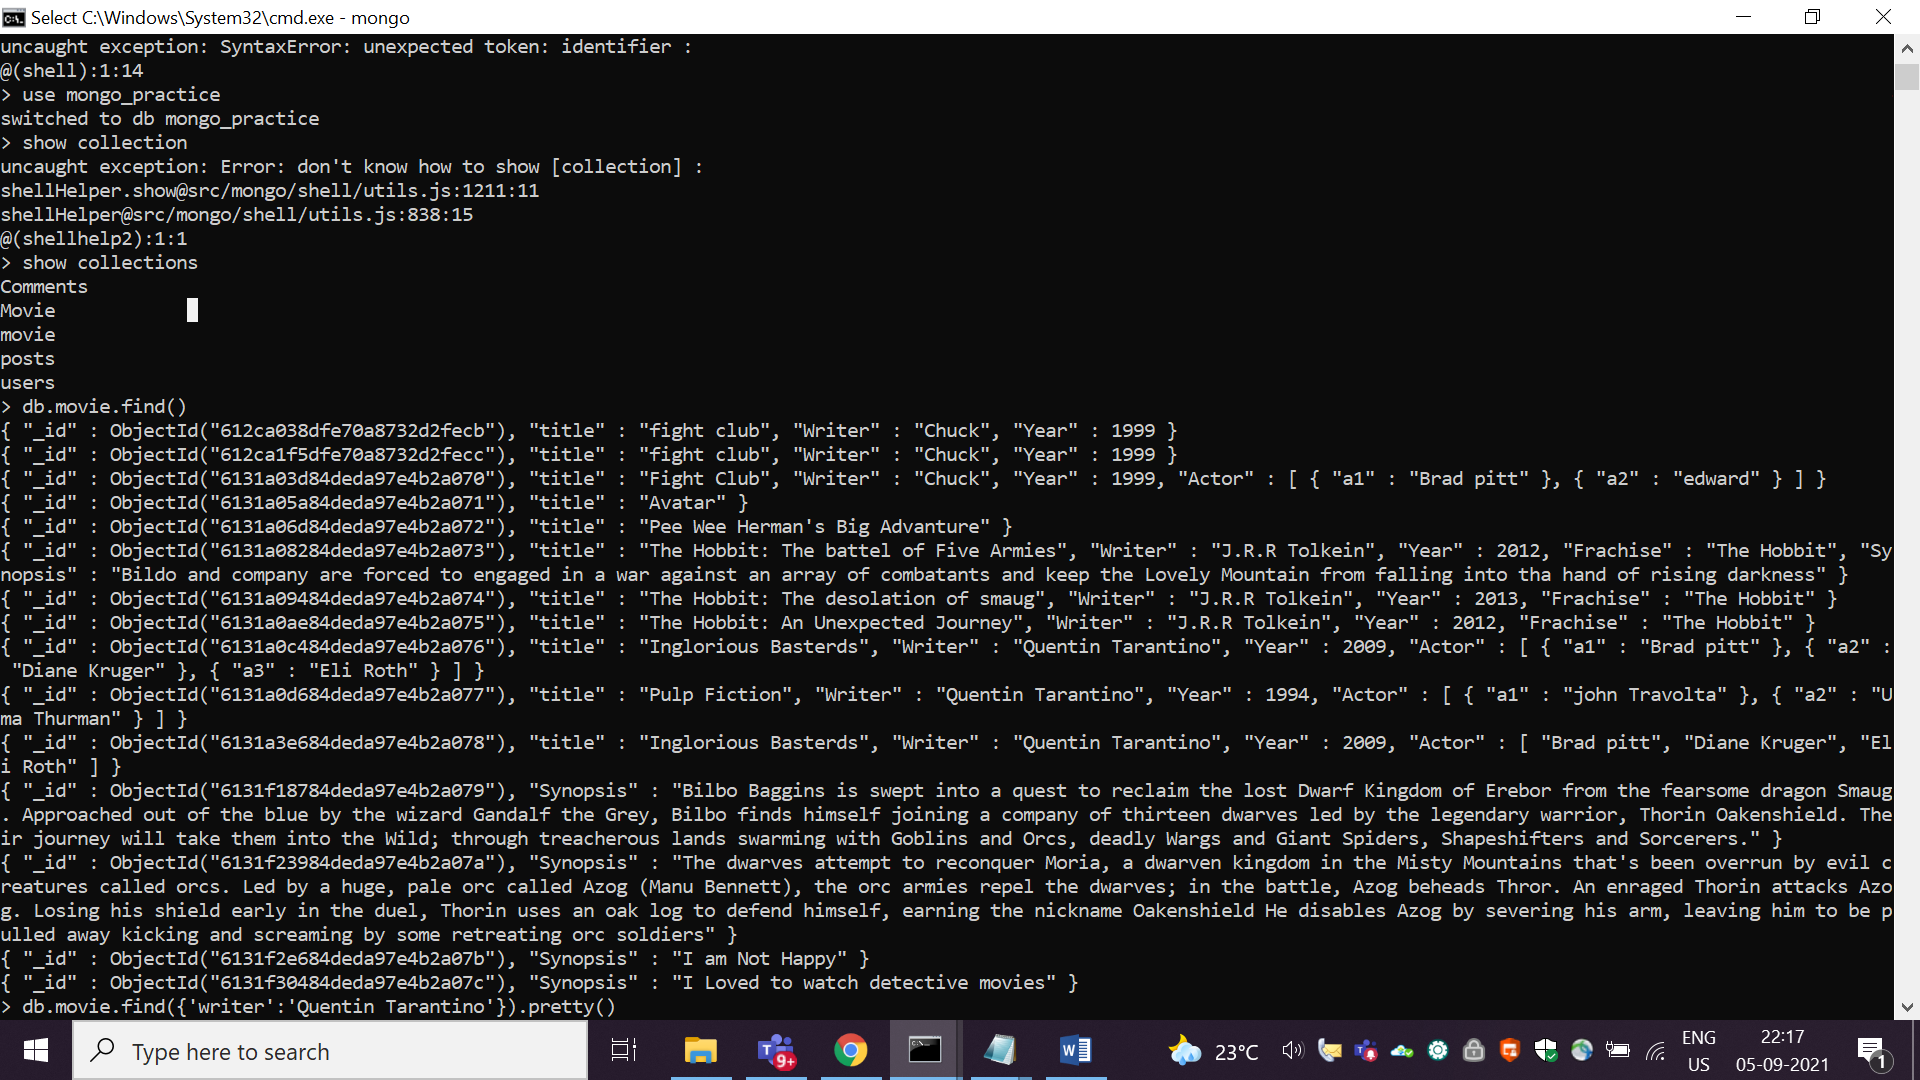 Select C:\Windows\System32\cmd.exe - mongo
uncaught exception: SyntaxError: unexpected token: identifier :
@(shell):1:14
> use mongo_practice
switched to db mongo_practice
> show collection
uncaught exception: Error: don't know how to show [collection] :
shellHelper.show@src/mongo/shell/utils.js:1211:11
shellHelper@src/mongo/shell/utils.js:838:15
@(shellhelp2):1:1
> show collections
Comments
Movie
movie
posts
users
> db.movie.find()
{ "_id" : ObjectId("612ca038dfe70a8732d2fecb"), "title" : "fight club", "Writer" : "Chuck", "Year" : 1999 }
{ "_id" : ObjectId("612ca1f5dfe70a8732d2fecc"), "title" : "fight club", "Writer" : "Chuck", "Year" : 1999 }
{ "_id" : ObjectId("6131a03d84deda97e4b2a070"), "title" : "Fight Club", "Writer" : "Chuck", "Year" : 1999, "Actor" : [ { "a1" : "Brad pitt" }, { "a2" : "edward" } ] }
{ "_id" : ObjectId("6131a05a84deda97e4b2a071"), "title" : "Avatar" }
{ "_id" : ObjectId("6131a06d84deda97e4b2a072"), "title" : "Pee Wee Herman's Big Advanture" }
{ "_id" : ObjectId("6131a08284deda97e4b2a073"), "title" : "The Hobbit: The battel of Five Armies", "Writer" : "J.R.R Tolkein", "Year" : 2012, "Frachise" : "The Hobbit", "Sy
nopsis" : "Bildo and company are forced to engaged in a war against an array of combatants and keep the Lovely Mountain from falling into tha hand of rising darkness" }
{ "_id" : ObjectId("6131a09484deda97e4b2a074"), "title" : "The Hobbit: The desolation of smaug", "Writer" : "J.R.R Tolkein", "Year" : 2013, "Frachise" : "The Hobbit" }
{ "_id" : ObjectId("6131a0ae84deda97e4b2a075"), "title" : "The Hobbit: An Unexpected Journey", "Writer" : "J.R.R Tolkein", "Year" : 2012, "Frachise" : "The Hobbit" }
{ "_id" : ObjectId("6131a0c484deda97e4b2a076"), "title" : "Inglorious Basterds", "Writer" : "Quentin Tarantino", "Year" : 2009, "Actor" : [ { "a1" : "Brad pitt" }, { "a2" :
"Diane Kruger" }, { "a3" : "Eli Roth" } ] }
{ "_id" : ObjectId("6131a0d684deda97e4b2a077"), "title" : "Pulp Fiction", "Writer" : "Quentin Tarantino", "Year" : 1994, "Actor" : [ { "a1" : "john Travolta" }, { "a2" : "U
ma Thurman" } ] }
{ "_id" : ObjectId("6131a3e684deda97e4b2a078"), "title" : "Inglorious Basterds", "Writer" : "Quentin Tarantino", "Year" : 2009, "Actor" : [ "Brad pitt", "Diane Kruger", "El
i Roth" ] }
{ "_id" : ObjectId("6131f18784deda97e4b2a079"), "Synopsis" : "Bilbo Baggins is swept into a quest to reclaim the lost Dwarf Kingdom of Erebor from the fearsome dragon Smaug
. Approached out of the blue by the wizard Gandalf the Grey, Bilbo finds himself joining a company of thirteen dwarves led by the legendary warrior, Thorin Oakenshield. The
ir journey will take them into the Wild; through treacherous lands swarming with Goblins and Orcs, deadly Wargs and Giant Spiders, Shapeshifters and Sorcerers." }
{ "_id" : ObjectId("6131f23984deda97e4b2a07a"), "Synopsis" : "The dwarves attempt to reconquer Moria, a dwarven kingdom in the Misty Mountains that's been overrun by evil c
reatures called orcs. Led by a huge, pale orc called Azog (Manu Bennett), the orc armies repel the dwarves; in the battle, Azog beheads Thror. An enraged Thorin attacks Azo
g. Losing his shield early in the duel, Thorin uses an oak log to defend himself, earning the nickname Oakenshield He disables Azog by severing his arm, leaving him to be p
ulled away kicking and screaming by some retreating orc soldiers" }
{ "_id" : ObjectId("6131f2e684deda97e4b2a07b"), "Synopsis" : "I am Not Happy" }
{ "_id" : ObjectId("6131f30484deda97e4b2a07c"), "Synopsis" : "I Loved to watch detective movies" }
> db.movie.find({'writer':'Quentin Tarantino'}).pretty()
Type here to search
9+
23°C
ENG
US
22:17
05-09-2021
1